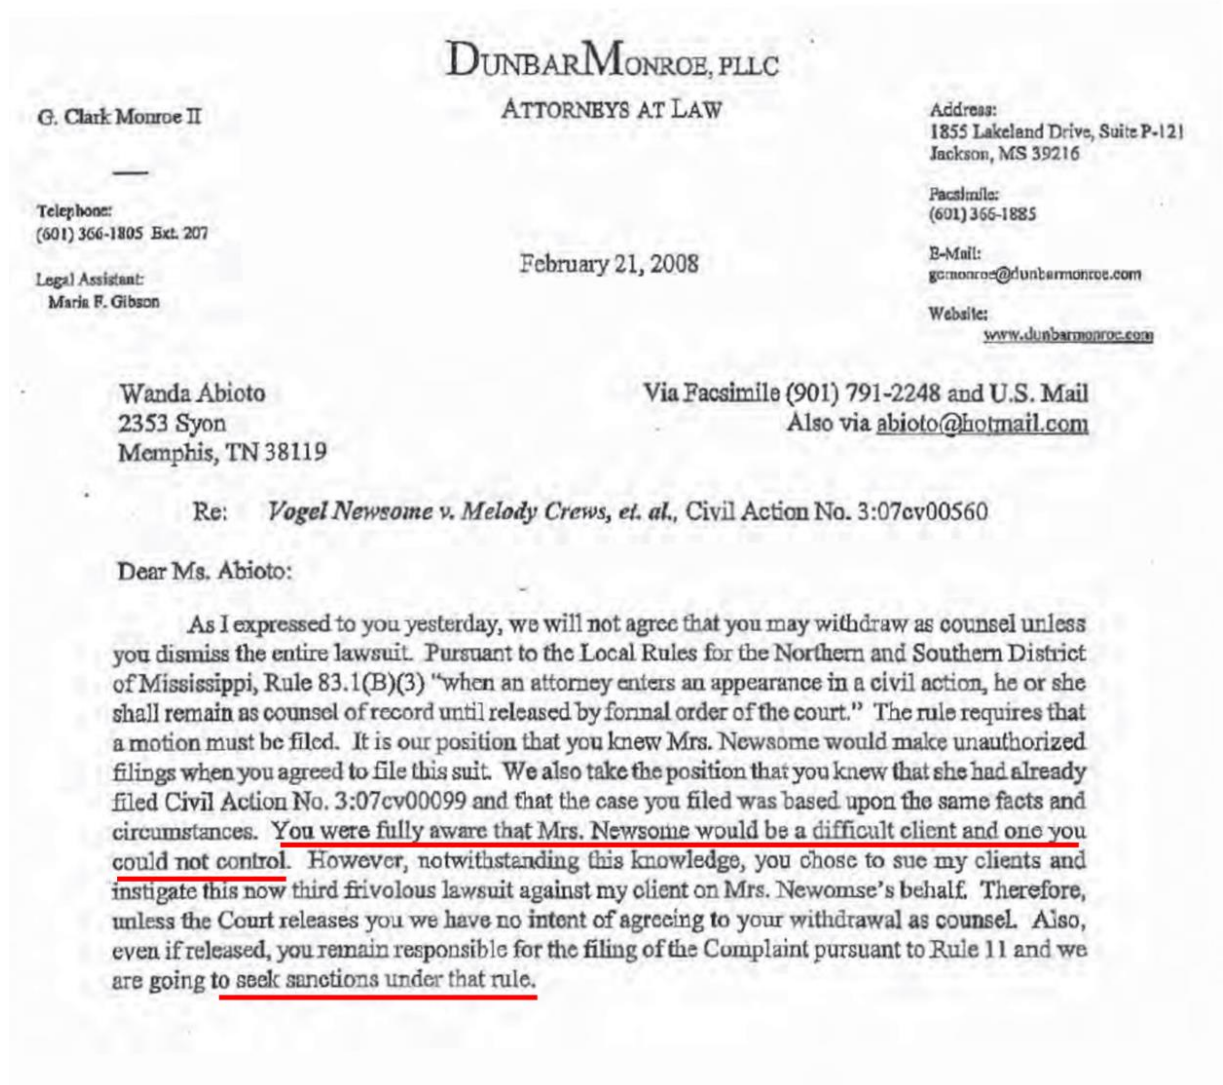 DUNBARMONROE, PLLC
ATTORNEYS AT LAW
G. Clark Monroe II
Telephone:
(601) 366-1805 Ext. 207
Legal Assistant:
Maria F. Gibson
Address:
1855 Lakeland Drive, Suite P-121
Jackson, MS 39216
Facsimile:
(601) 366-1885
E-Mail:
gcmonroe@dunbarmonroe.com
Website:
www.dunbarmonroe.com
February 21, 2008
Wanda Abioto
2353 Syon
Memphis, TN 38119
Via Facsimile (901) 791-2248 and U.S. Mail
Also via abioto@hotmail.com
Re: Vogel Newsome v. Melody Crews, et. al., Civil Action No. 3:07cv00560
Dear Ms. Abioto:
As I expressed to you yesterday, we will not agree that you may withdraw as counsel unless
you dismiss the entire lawsuit. Pursuant to the Local Rules for the Northern and Southern District
of Mississippi, Rule 83.1(B)(3) "when an attorney enters an appearance in a civil action, he or she
shall remain as counsel of record until released by formal order of the court." The rule requires that
a motion must be filed. It is our position that you knew Mrs. Newsome would make unauthorized
filings when you agreed to file this suit. We also take the position that you knew that she had already
filed Civil Action No. 3:07cv00099 and that the case you filed was based upon the same facts and
circumstances. You were fully aware that Mrs. Newsome would be a difficult client and one you
could not control. However, notwithstanding this knowledge, you chose to sue my clients and
instigate this now third frivolous lawsuit against my client on Mrs. Newomse's behalf. Therefore,
unless the Court releases you we have no intent of agreeing to your withdrawal as counsel. Also,
even if released, you remain responsible for the filing of the Complaint pursuant to Rule 11 and we
are going to seek sanctions under that rule.